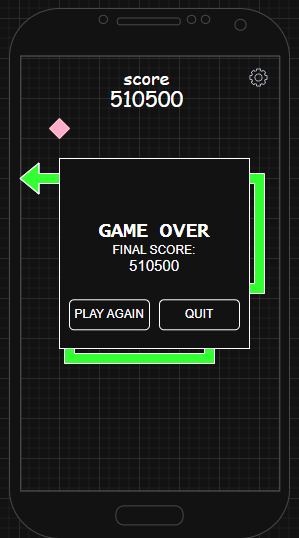 score
510500
GAME OVER
FINAL SCORE:
510500
PLAY AGAIN
QUIT